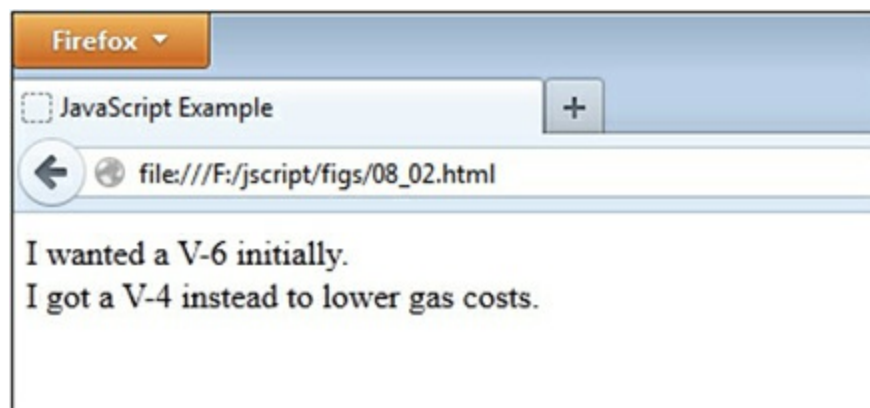 Firefox
JavaScript Example
+
file:///F:/jscript/figs/08_02.html
I wanted a V-6 initially.
I got a V-4 instead to lower gas costs.